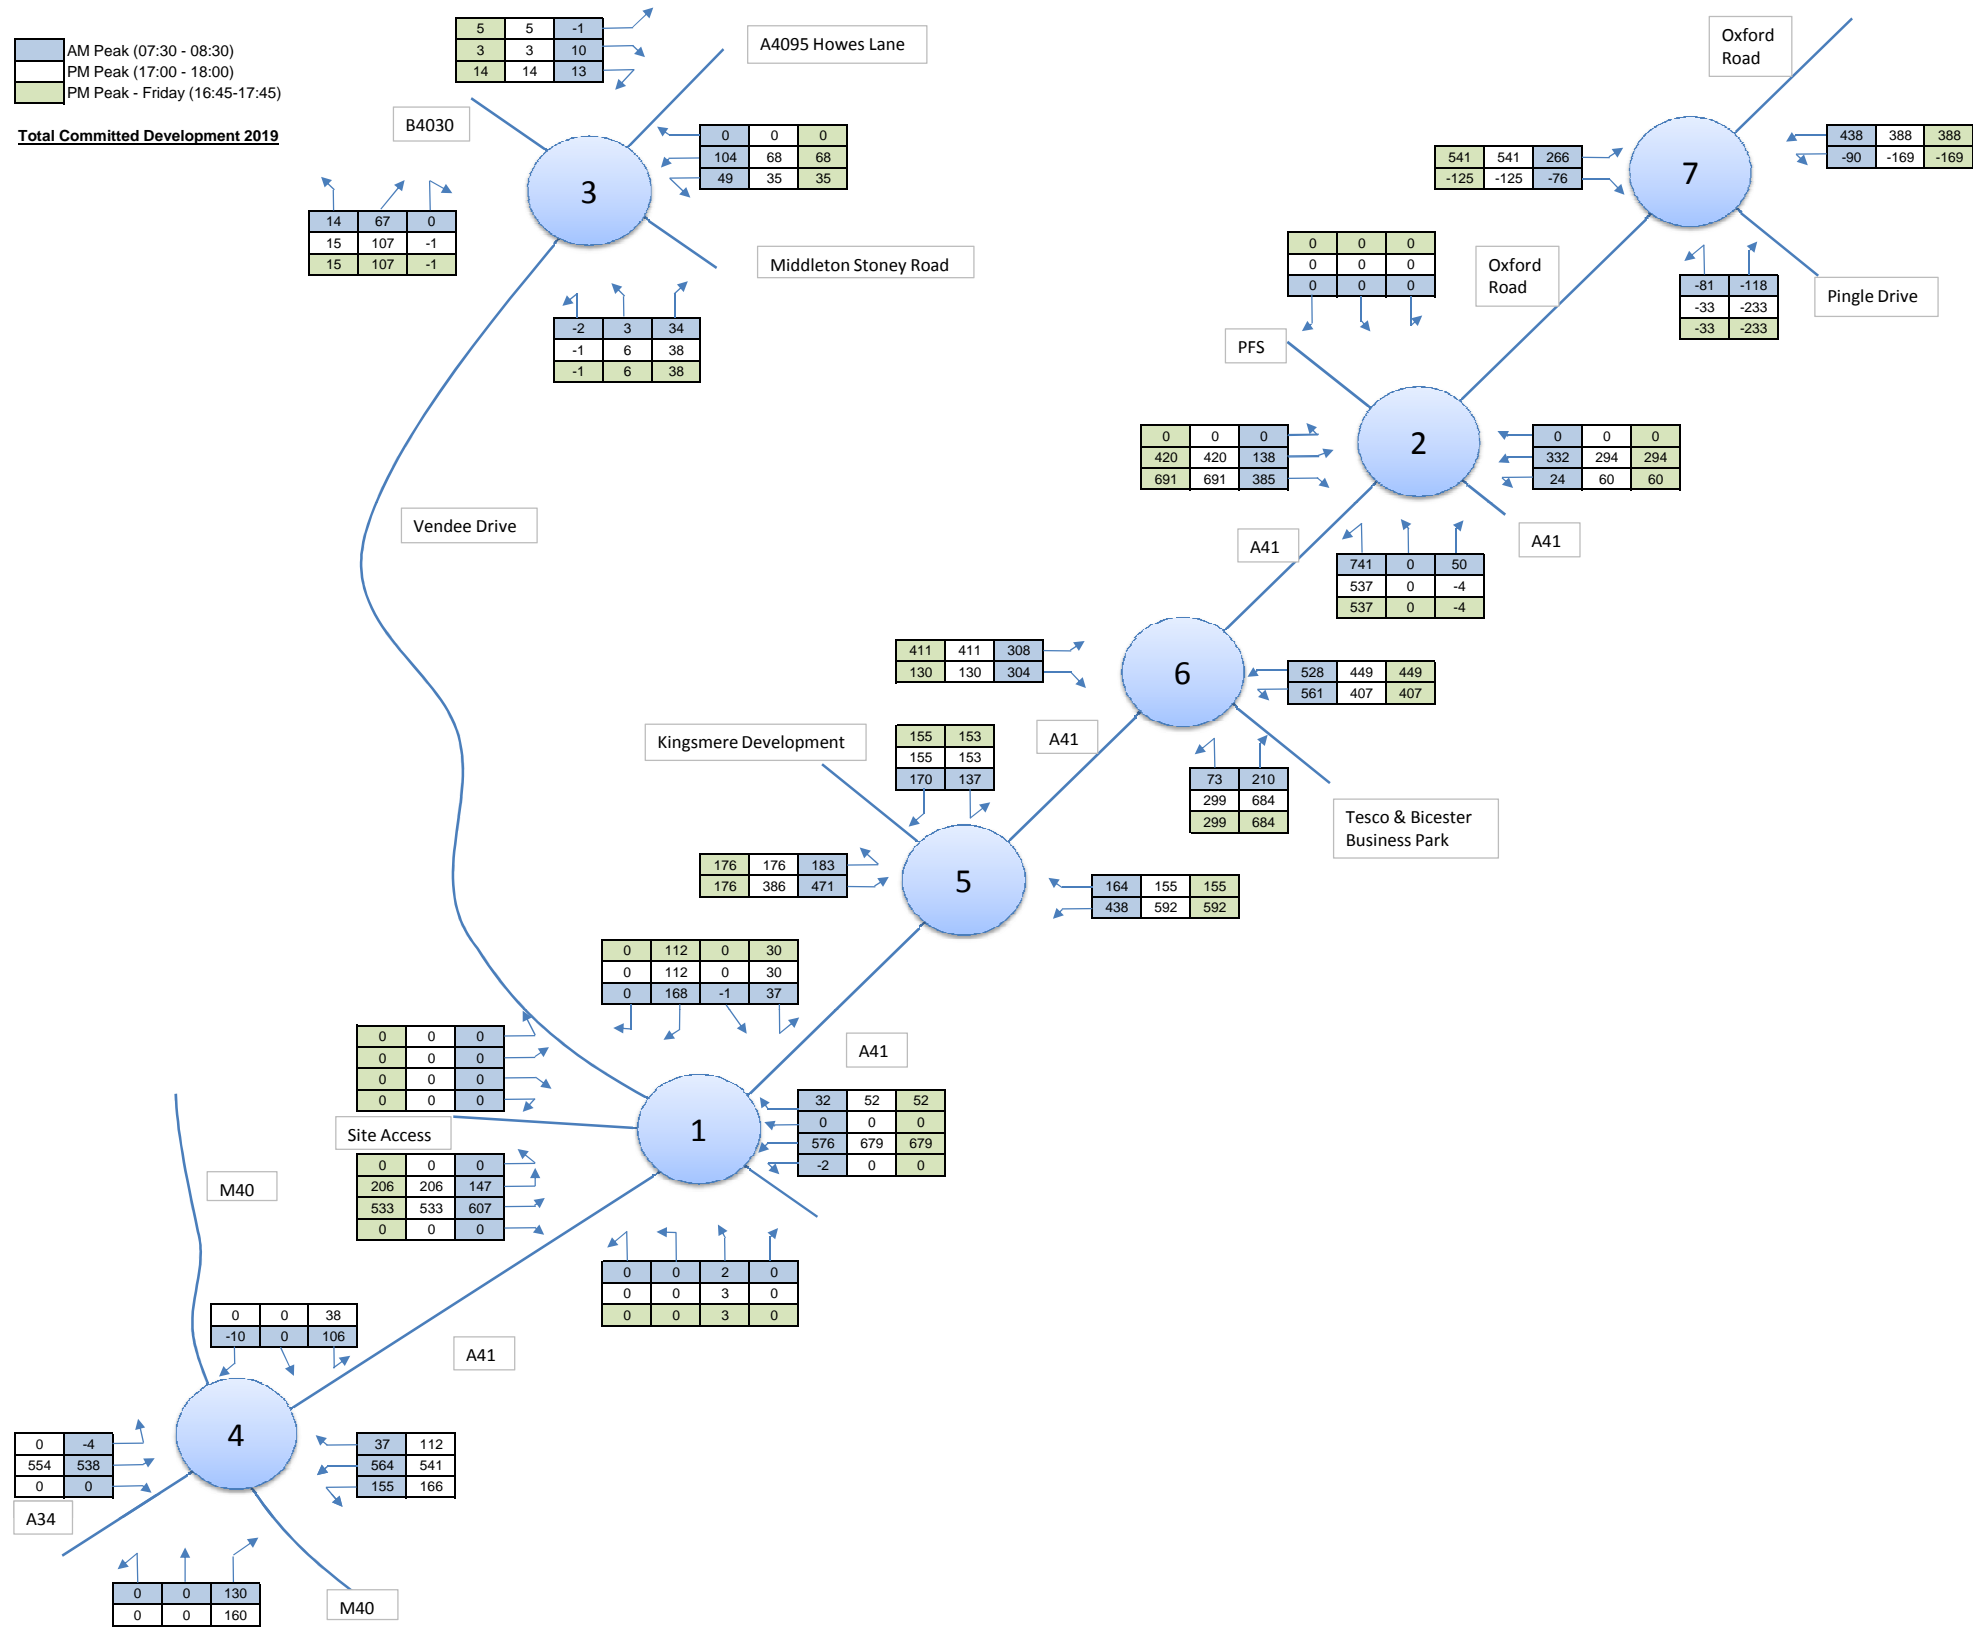 AM Peak (07:30 - 08:30)
PM Peak (17:00 - 18:00)
PM Peak - Friday (16:45-17:45)
Total Committed Development 2019
5 5 -1
3 3 10
14 14 13
A4095 Howes Lane
B4030
3
0 0 0
104 68 68
49 35 35
14 67 0
15 107 -1
15 107 -1
Middleton Stoney Road
-2 3 34
-1 6 38
-1 6 38
Vendee Drive
Oxford
Road
7
438 388 388
-90 -169 -169
541 541 266
-125 -125 -76
-81 -118
-33 -233
-33 -233
Pingle Drive
Oxford
Road
0 0 0
0 0 0
0 0 0
PFS
2
0 0 0
420 420 138
691 691 385
0 0 0
332 294 294
24 60 60
A41
A41
741 0 50
537 0 -4
537 0 -4
411 411 308
130 130 304
6
528 449 449
561 407 407
A41
73 210
299 684
299 684
Tesco & Bicester
Business Park
Kingsmere Development
155 153
155 153
170 137
176 176 183
176 386 471
5
164 155 155
438 592 592
0 112 0 30
0 112 0 30
0 168 -1 37
A41
0 0 0
0 0 0
0 0 0
0 0 0
Site Access
1
32 52 52
0 0 0
576 679 679
-2 0 0
0 0 0
206 206 147
533 533 607
0 0 0
0 0 2 0
0 0 3 0
0 0 3 0
M40
0 0 38
-10 0 106
A41
4
0 -4
554 538
0 0
37 112
564 541
155 166
A34
0 0 130
0 0 160
M40